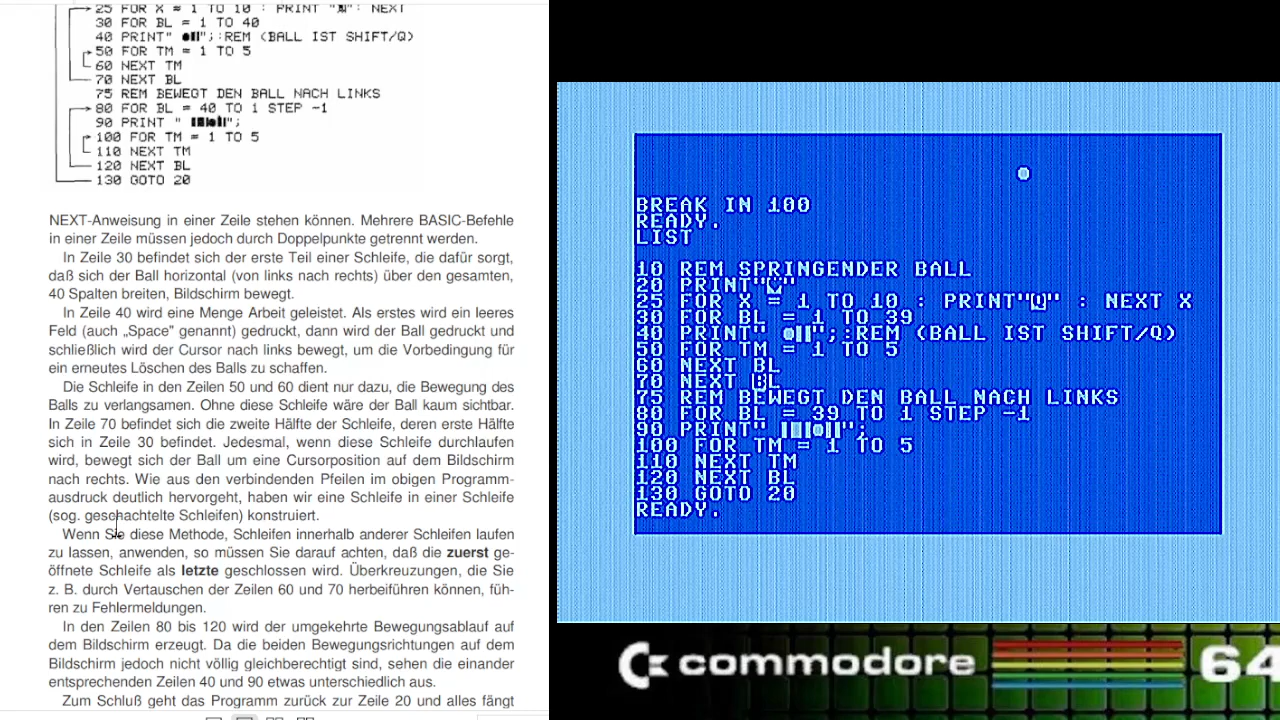 25 FOR X = 1 TO 10 : PRINT "": NEXT
30 FOR BL = 1 TO 40
40 PRINT" ●||";:REM (BALL IST SHIFT/Q)
50 FOR TM = 1 TO 5
60 NEXT TM
70 NEXT BL
75 REM BEWEGT DEN BALL NACH LINKS
80 FOR BL = 40 TO 1 STEP -1
90 PRINT " ";
100 FOR TM = 1 TO 5
110 NEXT TM
120 NEXT BL
130 GOTO 20
NEXT-Anweisung in einer Zeile stehen können. Mehrere BASIC-Befehle
in einer Zeile müssen jedoch durch Doppelpunkte getrennt werden.
In Zeile 30 befindet sich der erste Teil einer Schleife, die dafür sorgt,
daß sich der Ball horizontal (von links nach rechts) über den gesamten,
40 Spalten breiten, Bildschirm bewegt.
In Zeile 40 wird eine Menge Arbeit geleistet. Als erstes wird ein leeres
Feld (auch „Space" genannt) gedruckt, dann wird der Ball gedruckt und
schließlich wird der Cursor nach links bewegt, um die Vorbedingung für
ein erneutes Löschen des Balls zu schaffen.
Die Schleife in den Zeilen 50 und 60 dient nur dazu, die Bewegung des
Balls zu verlangsamen. Ohne diese Schleife wäre der Ball kaum sichtbar.
In Zeile 70 befindet sich die zweite Hälfte der Schleife, deren erste Hälfte
sich in Zeile 30 befindet. Jedesmal, wenn diese Schleife durchlaufen
wird, bewegt sich der Ball um eine Cursorposition auf dem Bildschirm
nach rechts. Wie aus den verbindenden Pfeilen im obigen Programm-
ausdruck deutlich hervorgeht, haben wir eine Schleife in einer Schleife
(sog. geschachtelte Schleifen) konstruiert.
Wenn Sie diese Methode, Schleifen innerhalb anderer Schleifen laufen
zu lassen, anwenden, so müssen Sie darauf achten, daß die zuerst ge-
öffnete Schleife als letzte geschlossen wird. Überkreuzungen, die Sie
z. B. durch Vertauschen der Zeilen 60 und 70 herbeiführen können, füh-
ren zu Fehlermeldungen.
In den Zeilen 80 bis 120 wird der umgekehrte Bewegungsablauf auf
dem Bildschirm erzeugt. Da die beiden Bewegungsrichtungen auf dem
Bildschirm jedoch nicht völlig gleichberechtigt sind, sehen die einander
entsprechenden Zeilen 40 und 90 etwas unterschiedlich aus.
Zum Schluß geht das Programm zurück zur Zeile 20 und alles fängt
BREAK IN 100
READY.
LIST
10 REM SPRINGENDER BALL
20 PRINT""
25 FOR X = 1 TO 10 : PRINT"" : NEXT X
30 FOR BL = 1 TO 39
40 PRINT" ●||";:REM (BALL IST SHIFT/Q)
50 FOR TM = 1 TO 5
60 NEXT BL
70 NEXT BL
75 REM BEWEGT DEN BALL NACH LINKS
80 FOR BL = 39 TO 1 STEP -1
90 PRINT" ";
100 FOR TM = 1 TO 5
110 NEXT TM
120 NEXT BL
130 GOTO 20
READY.
commodore 64